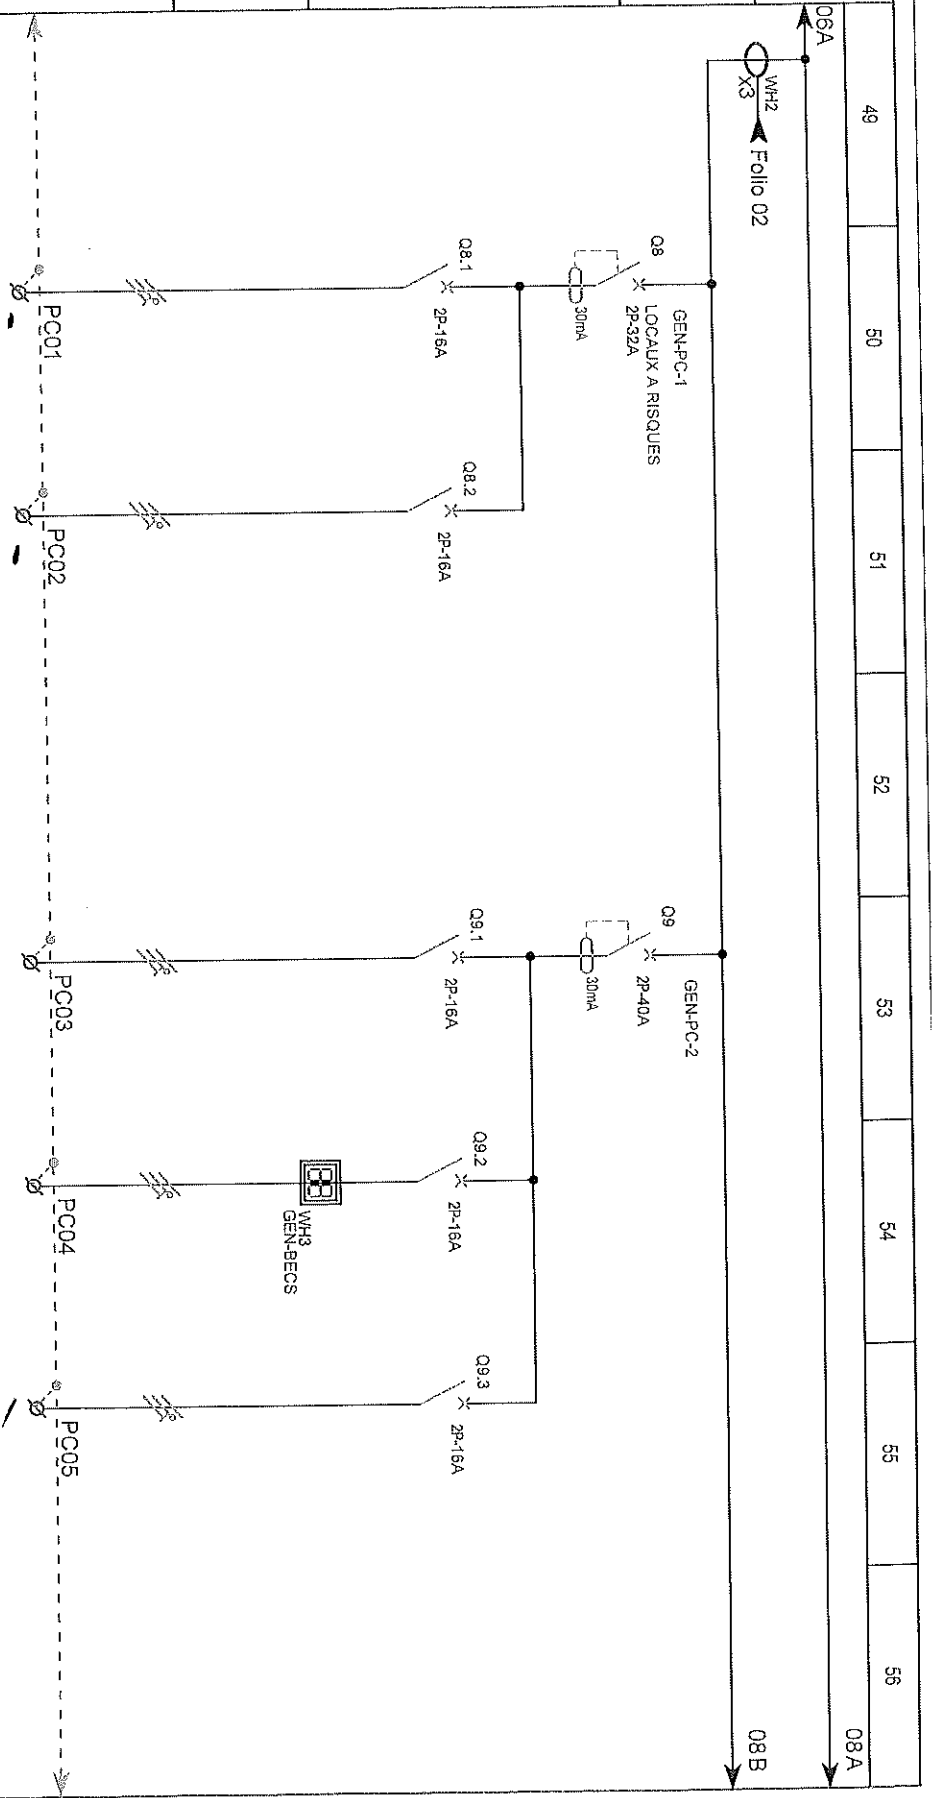 49 50 51 52 53 54 55 56
06A
08A
WH2
x3
Folio 02
08B
GEN-PC-1
LOCAUX A RISQUES
Q8
2P-32A
30mA
GEN-PC-2
Q9
2P-40A
30mA
Q8.1
2P-16A
Q8.2
2P-16A
Q9.1
2P-16A
Q9.2
2P-16A
Q9.3
2P-16A
WH3
GEN-BECS
PC01
PC02
PC03
PC04
PC05